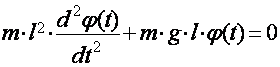 m·l²· d²φ(t)/dt² +m·g·l·φ(t)=0